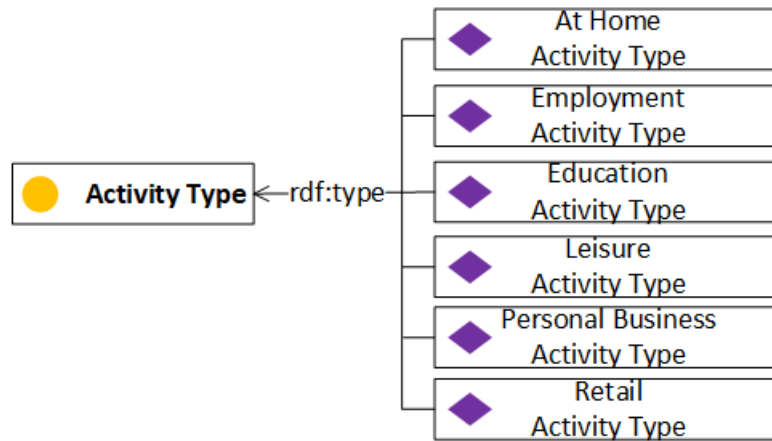 At Home
Activity Type
Employment
Activity Type
Activity Type
rdf:type
Education
Activity Type
Leisure
Activity Type
Personal Business
Activity Type
Retail
Activity Type